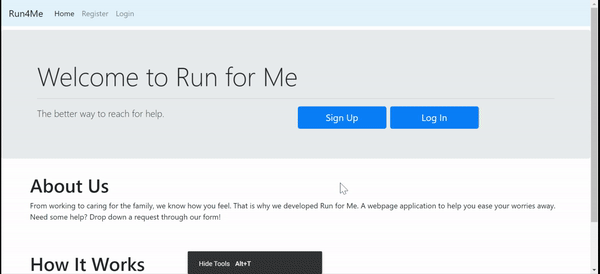 Run4Me Home Register Login
Welcome to Run for Me
The better way to reach for help.
Sign Up Log In
About Us
From working to caring for the family, we know how you feel. That is why we developed Run for Me. A webpage application to help you ease your worries away.
Need some help? Drop down a request through our form!
How It Works
Hide Tools Alt+T